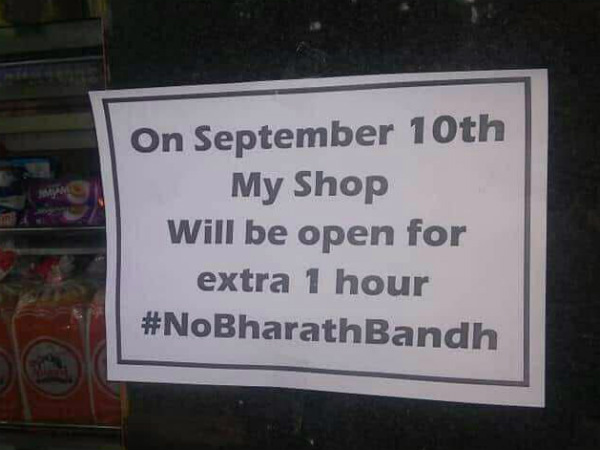 On September 10th
My Shop
Will be open for
extra 1 hour
#NoBharathBandh